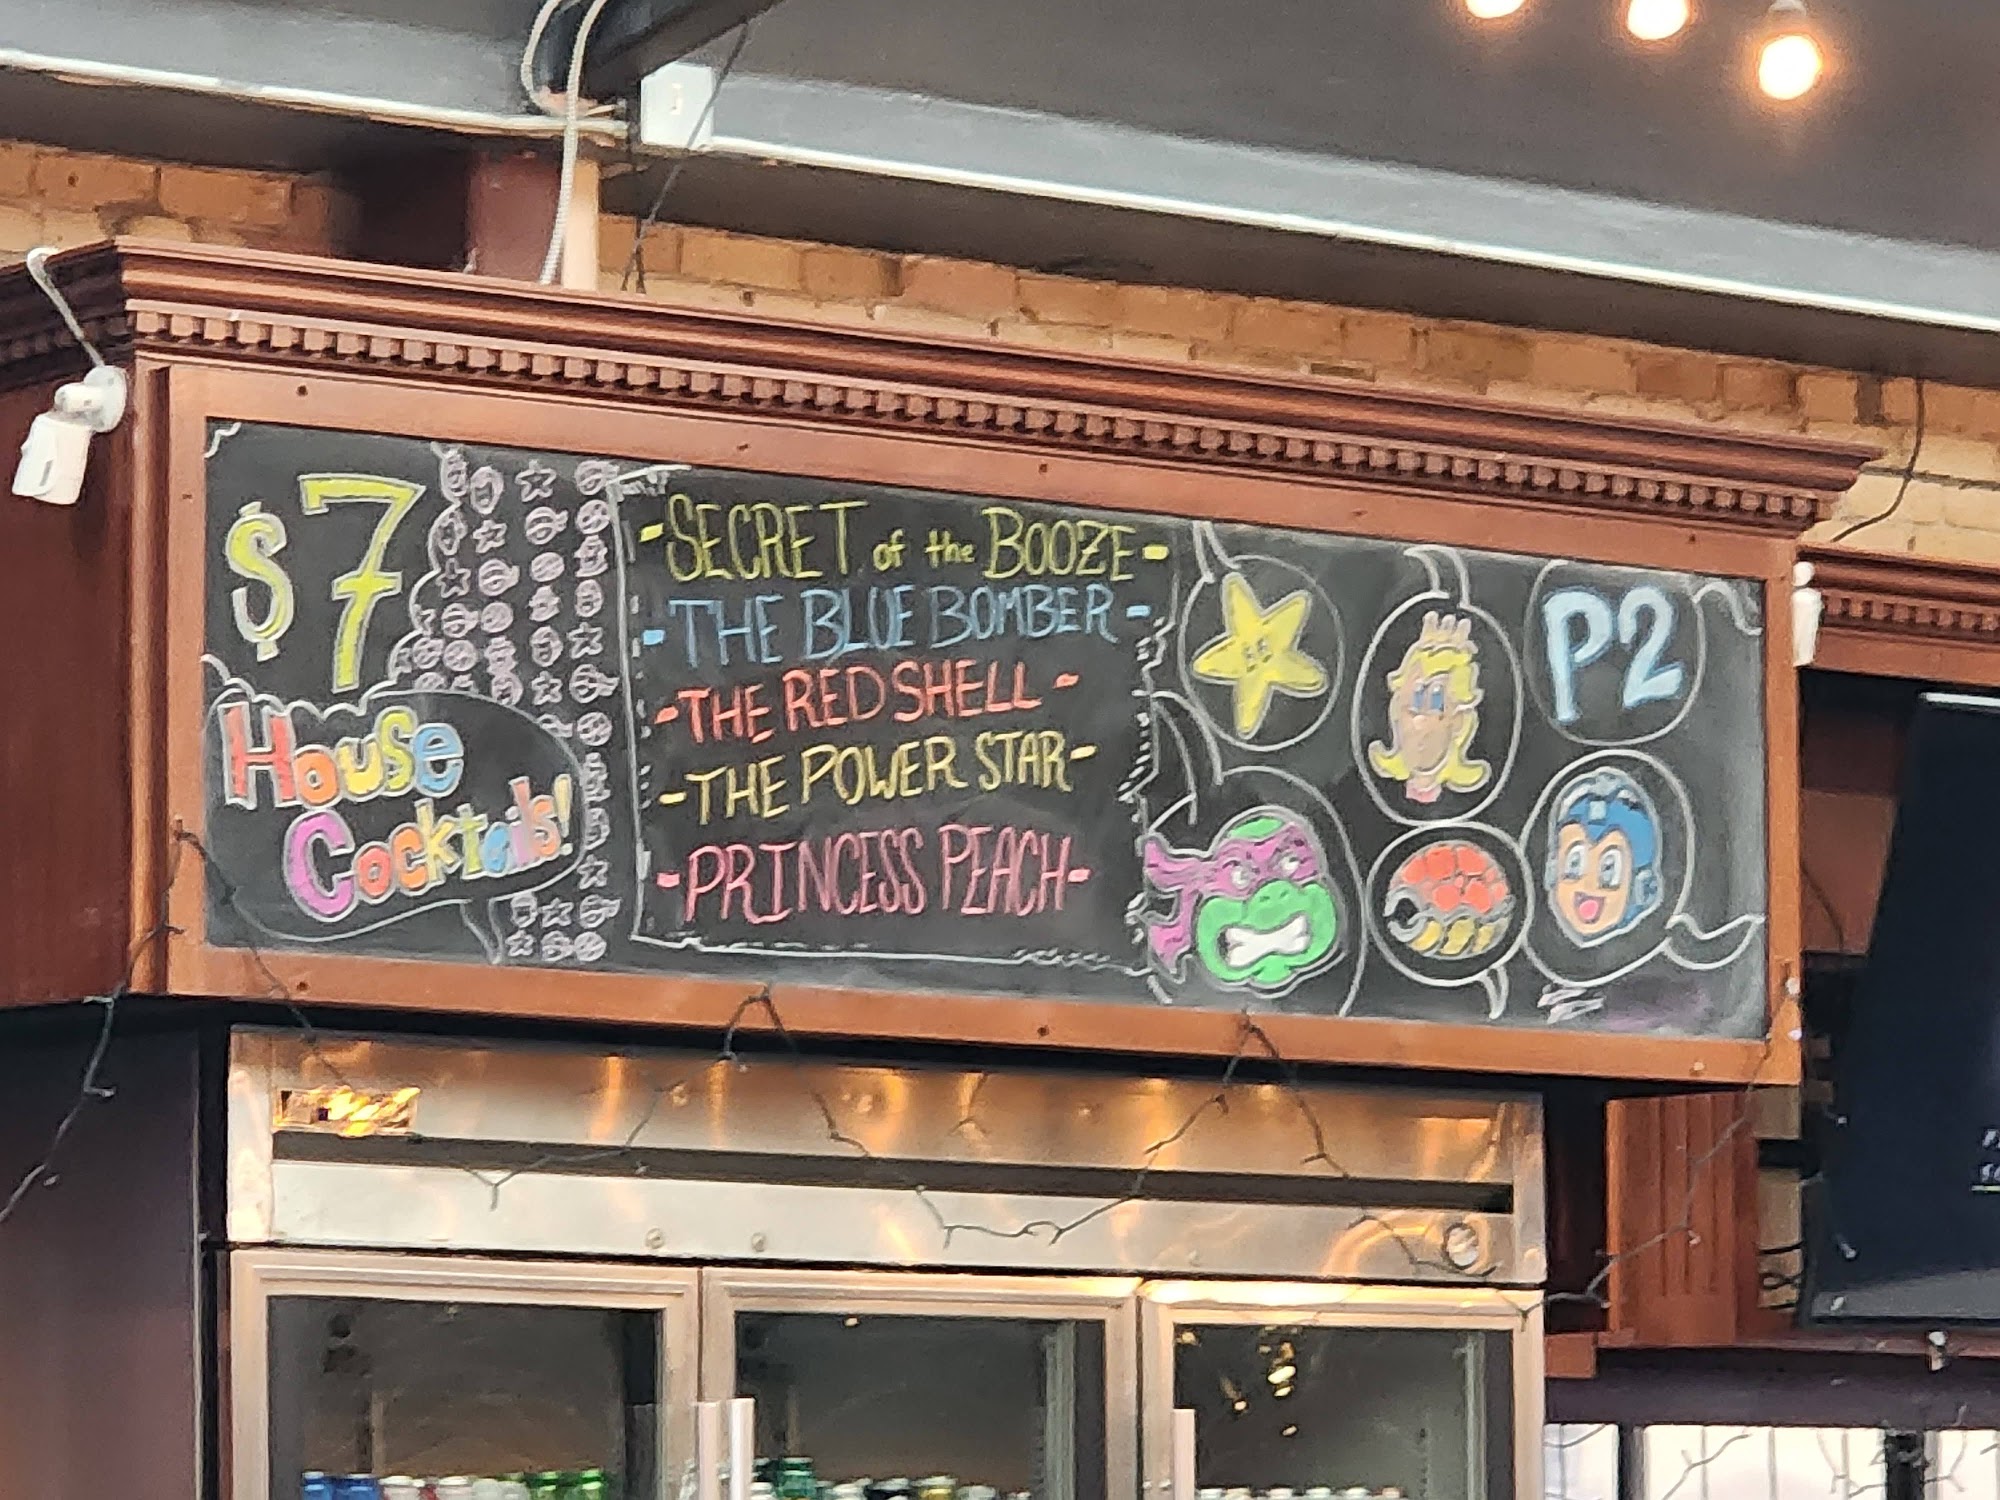 $7
House
Cocktails!
-SECRET of the BOOZE-
-THE BLUE BOMBER-
-THE RED SHELL-
-THE POWER STAR-
-PRINCESS PEACH-
P2